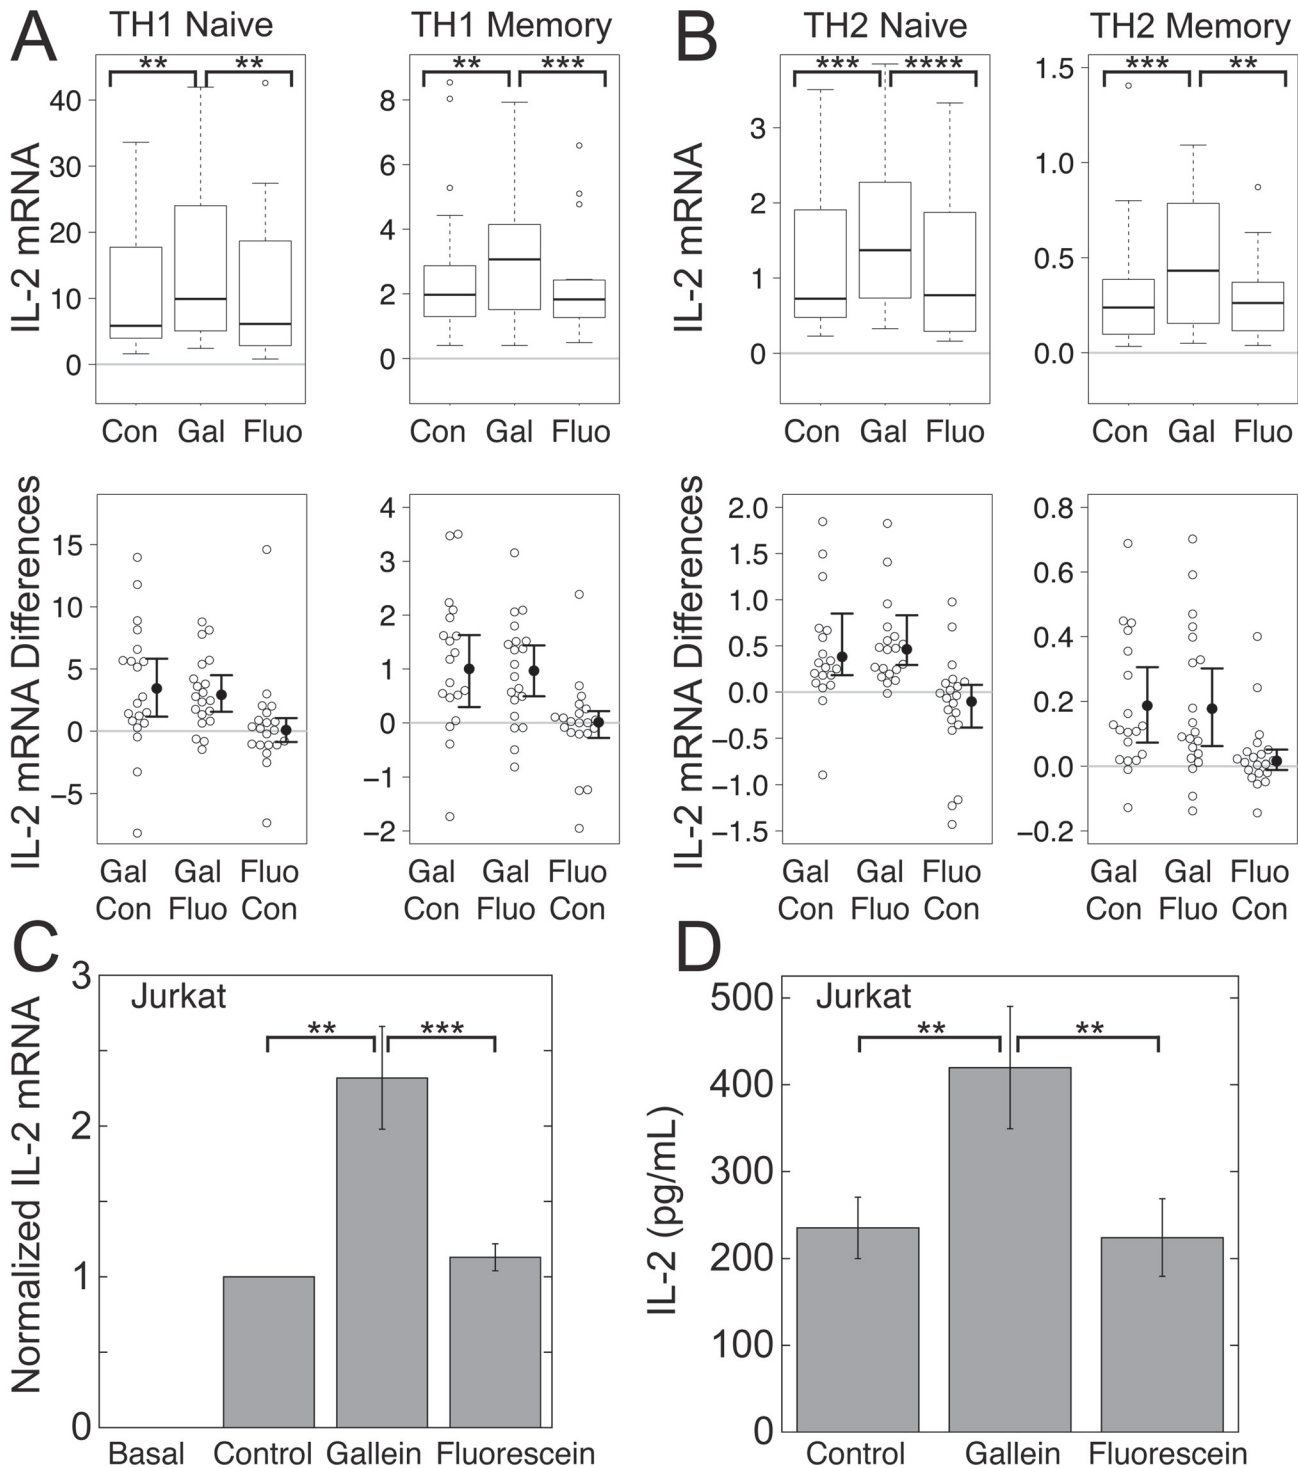 A
TH1 Naive
TH1 Memory
B
TH2 Naive
TH2 Memory
** **
** ***
*** ****
*** **
IL-2 mRNA
40
30
20
10
0
8
6
4
2
0
IL-2 mRNA
3
2
1
0
1.5
1.0
0.5
0.0
Con Gal Fluo
Con Gal Fluo
Con Gal Fluo
Con Gal Fluo
IL-2 mRNA Differences
15
10
5
0
−5
4
3
2
1
0
−1
−2
IL-2 mRNA Differences
2.0
1.5
1.0
0.5
0.0
−0.5
−1.0
−1.5
0.8
0.6
0.4
0.2
0.0
−0.2
Gal Gal Fluo
Con Fluo Con
Gal Gal Fluo
Con Fluo Con
Gal Gal Fluo
Con Fluo Con
Gal Gal Fluo
Con Fluo Con
C
Jurkat
** ***
Normalized IL-2 mRNA
3
2
1
0
Basal Control Gallein Fluorescein
D
Jurkat
** **
IL-2 (pg/mL)
500
400
300
200
100
0
Control Gallein Fluorescein